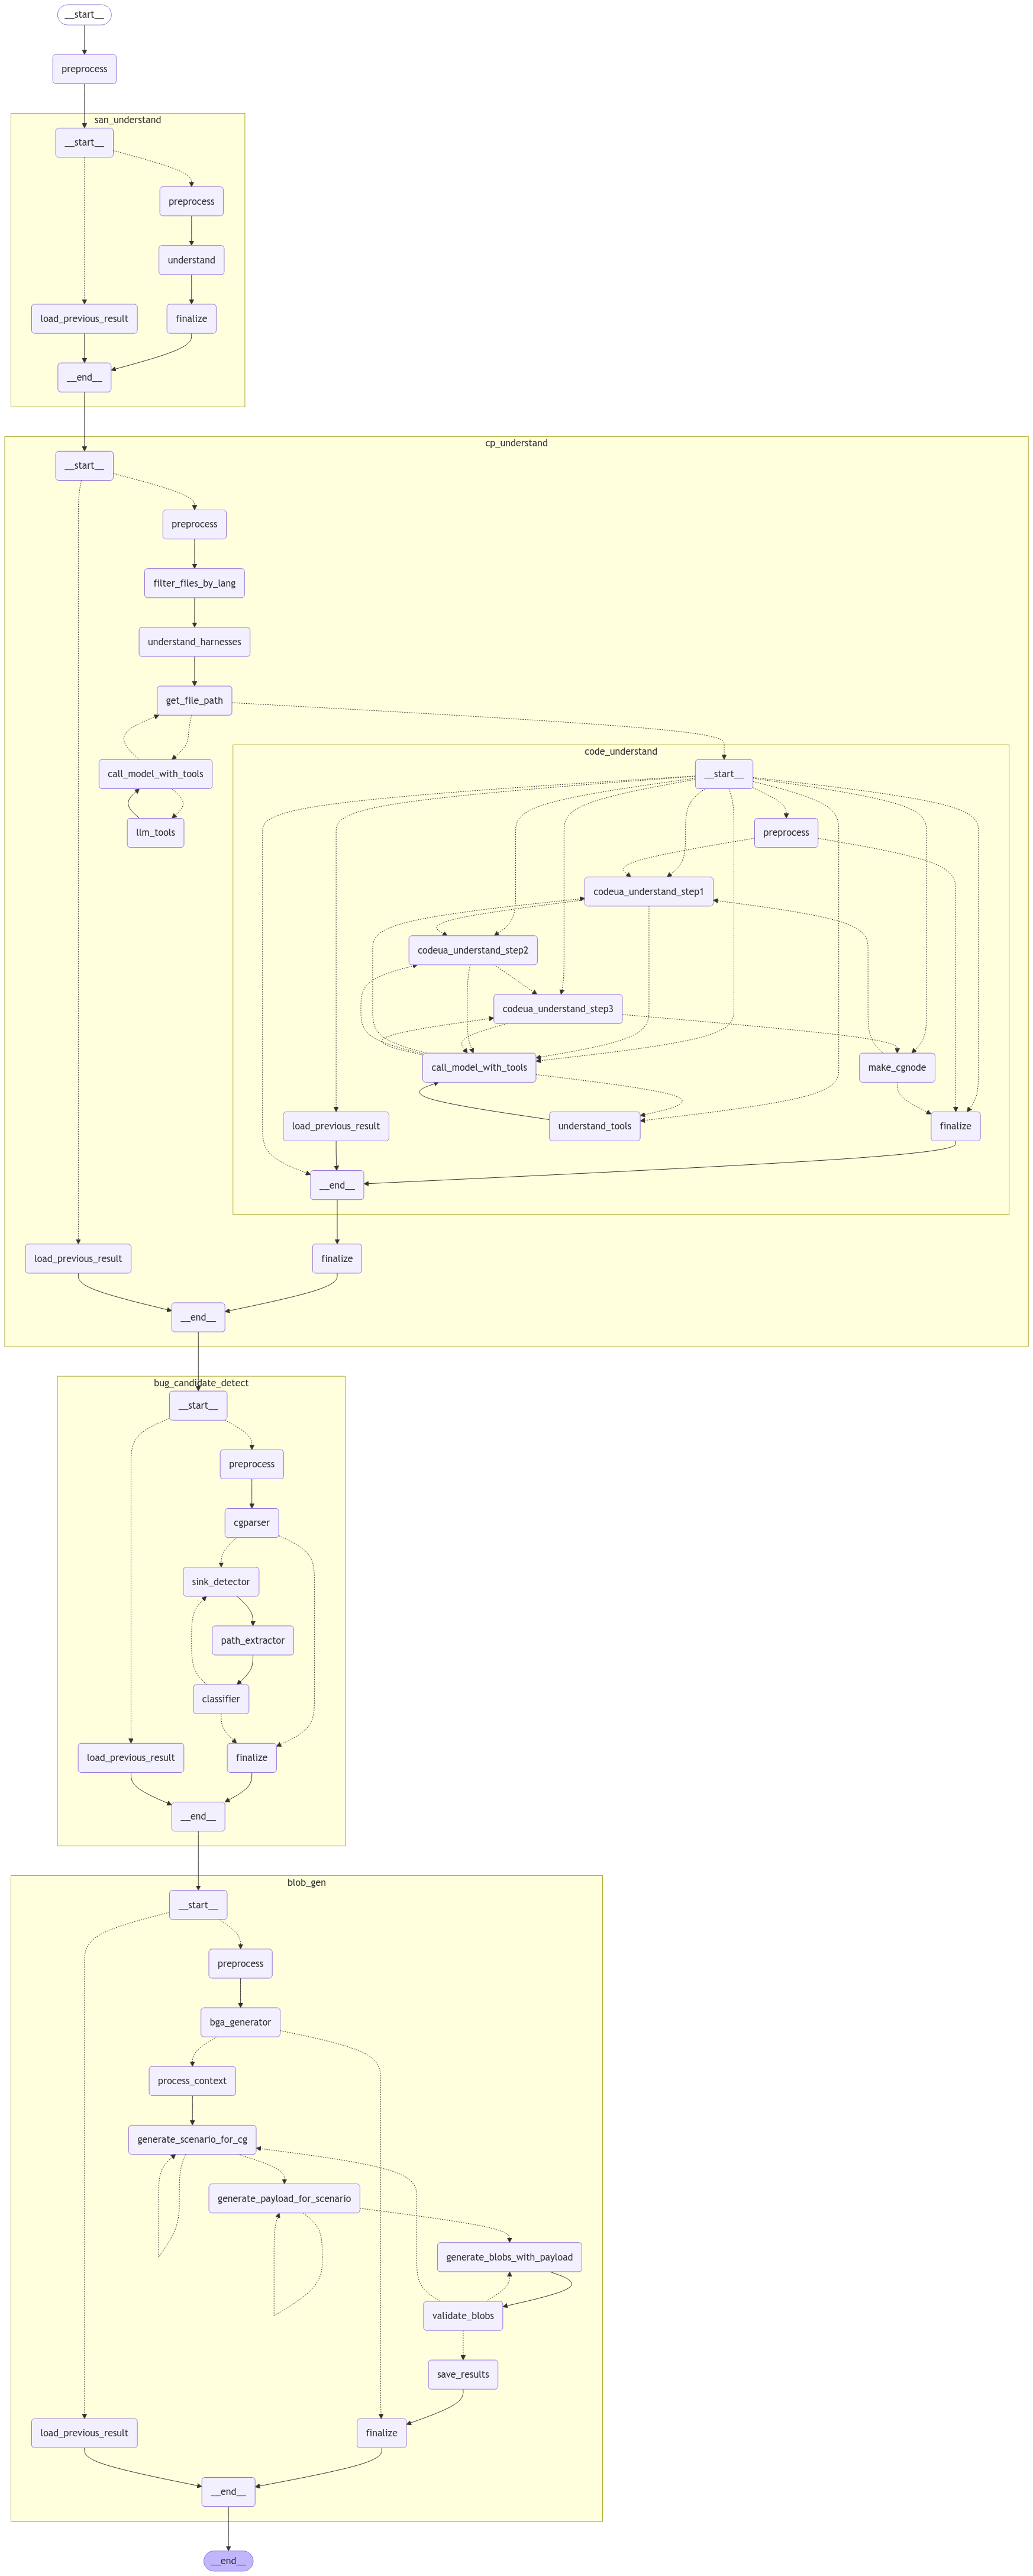 __start__
preprocess
san_understand
__start__
preprocess
understand
load_previous_result
finalize
__end__
cp_understand
__start__
preprocess
filter_files_by_lang
understand_harnesses
get_file_path
code_understand
call_model_with_tools
__start__
llm_tools
preprocess
codeua_understand_step1
codeua_understand_step2
codeua_understand_step3
call_model_with_tools
make_cgnode
load_previous_result
understand_tools
finalize
__end__
load_previous_result
finalize
__end__
bug_candidate_detect
__start__
preprocess
cgparser
sink_detector
path_extractor
classifier
load_previous_result
finalize
__end__
blob_gen
__start__
preprocess
bga_generator
process_context
generate_scenario_for_cg
generate_payload_for_scenario
generate_blobs_with_payload
validate_blobs
save_results
load_previous_result
finalize
__end__
__end__